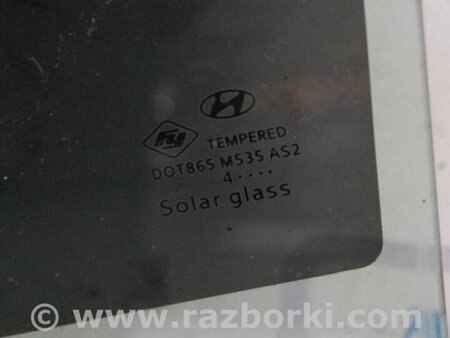 TEMPERED
DOT865 M535 AS2
4····
Solar glass
© www.razborki.com